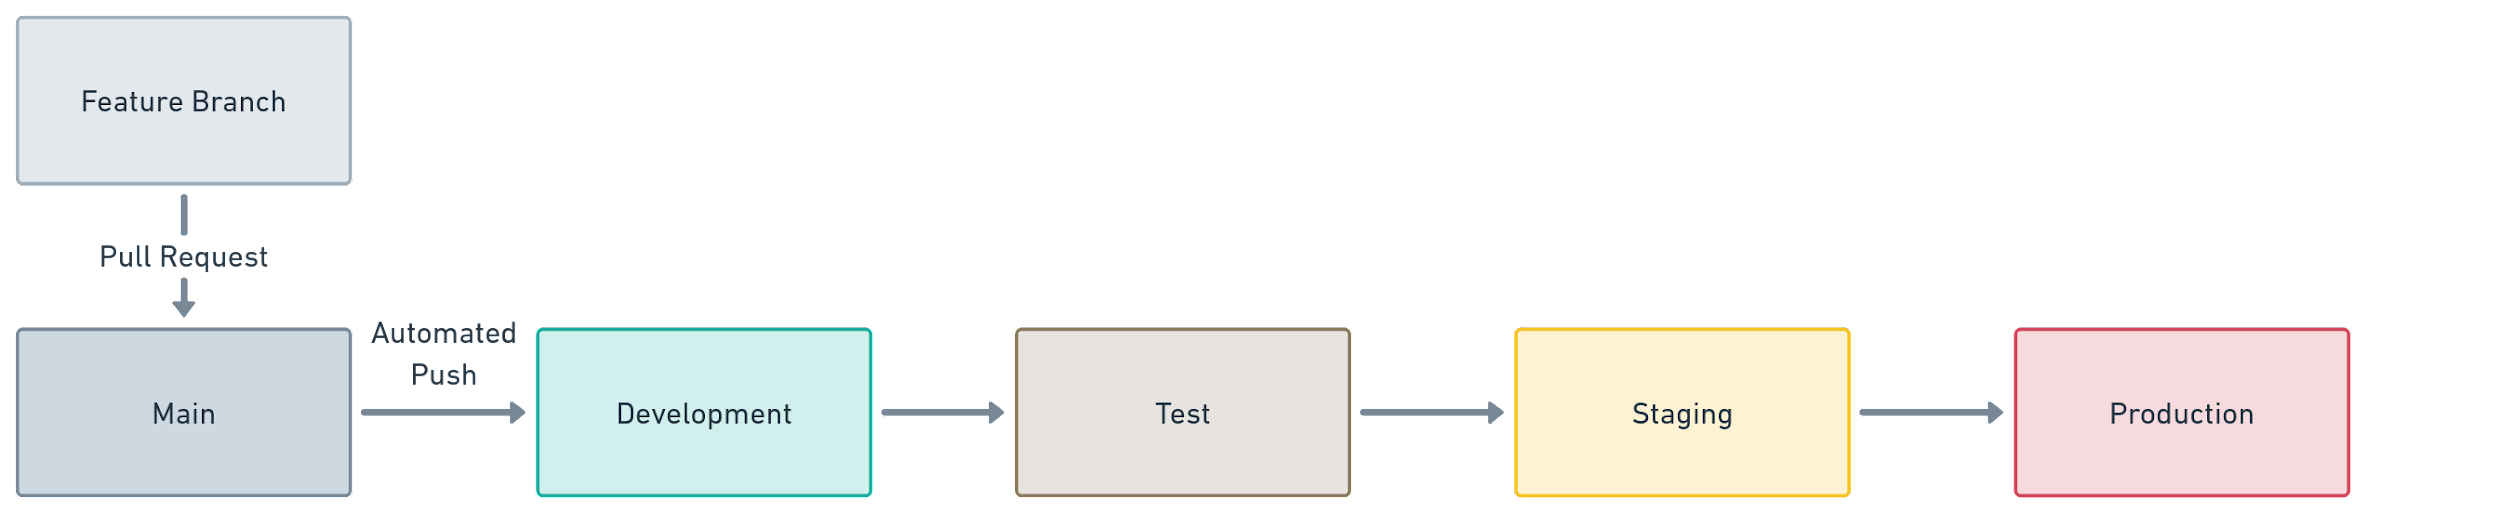 Feature Branch
Pull Request
Automated
Push
Main
Development
Test
Staging
Production